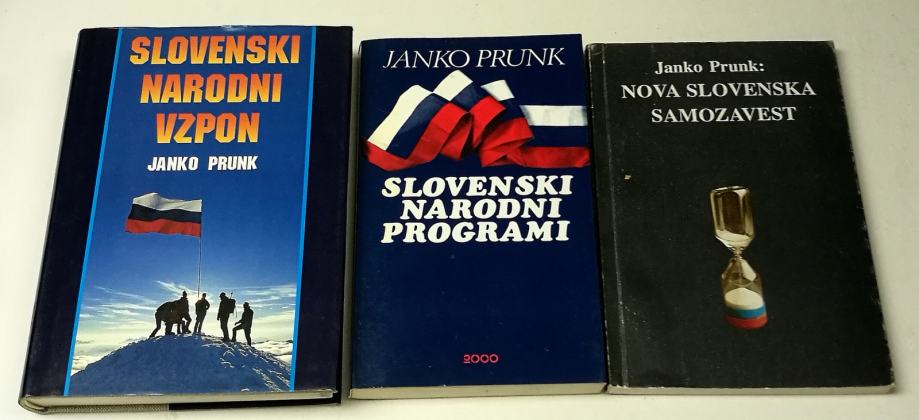 SLOVENSKI
NARODNI
VZPON
JANKO PRUNK
JANKO PRUNK
SLOVENSKI
NARODNI
PROGRAMI
2000
Janko Prunk:
NOVA SLOVENSKA
SAMOZAVEST